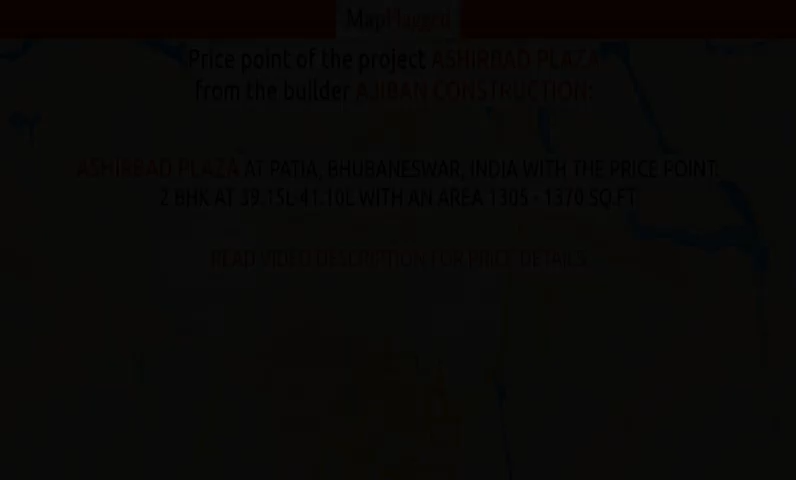 MapHugged
Price point of the project ASHIRBAD PLAZA
from the builder AJIBAN CONSTRUCTION:
ASHIRBAD PLAZA AT PATIA, BHUBANESWAR, INDIA WITH THE PRICE POINT:
2 BHK AT 39.15L-41.10L WITH AN AREA 1305 - 1370 SQ.FT
READ VIDEO DESCRIPTION FOR PRICE DETAILS